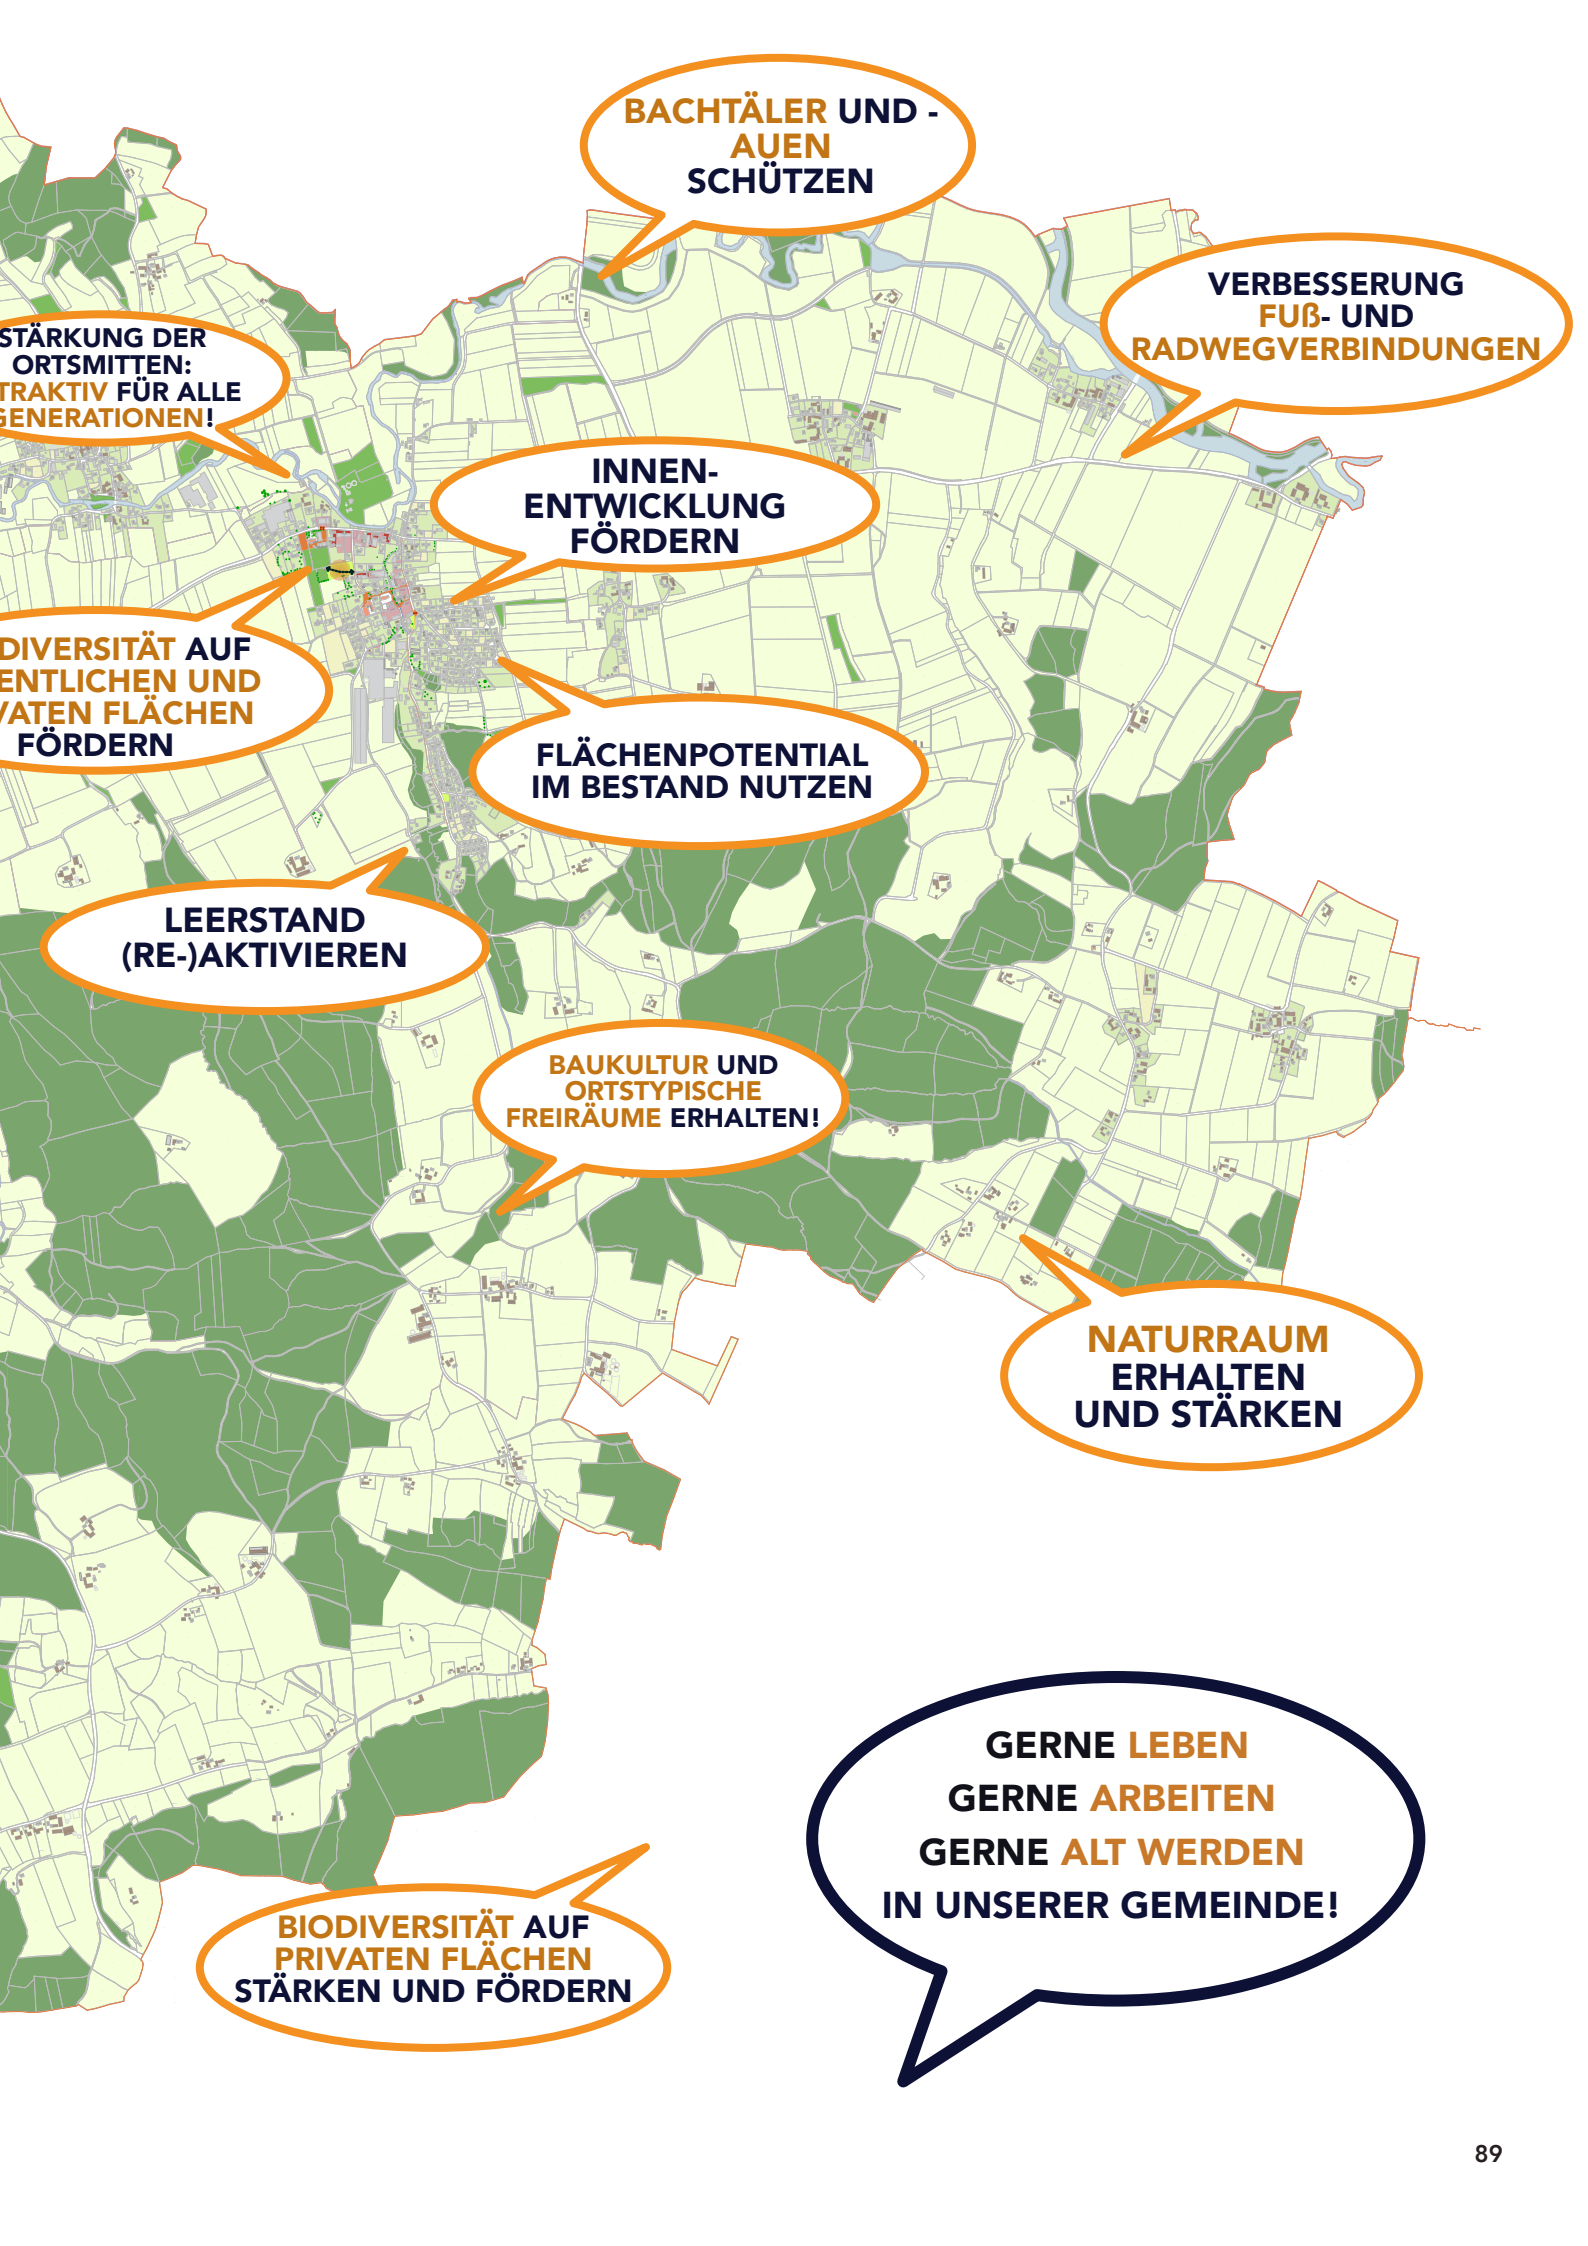 BACHTÄLER UND -
AUEN
SCHÜTZEN
VERBESSERUNG
FUß- UND
RADWEGVERBINDUNGEN
STÄRKUNG DER
ORTSMITTEN:
TRAKTIV FÜR ALLE
GENERATIONEN!
INNEN-
ENTWICKLUNG
FÖRDERN
DIVERSITÄT AUF
ENTLICHEN UND
VATEN FLÄCHEN
FÖRDERN
FLÄCHENPOTENTIAL
IM BESTAND NUTZEN
LEERSTAND
(RE-)AKTIVIEREN
BAUKULTUR UND
ORTSTYPISCHE
FREIRÄUME ERHALTEN!
NATURRAUM
ERHALTEN
UND STÄRKEN
GERNE LEBEN
GERNE ARBEITEN
GERNE ALT WERDEN
IN UNSERER GEMEINDE!
BIODIVERSITÄT AUF
PRIVATEN FLÄCHEN
STÄRKEN UND FÖRDERN
89